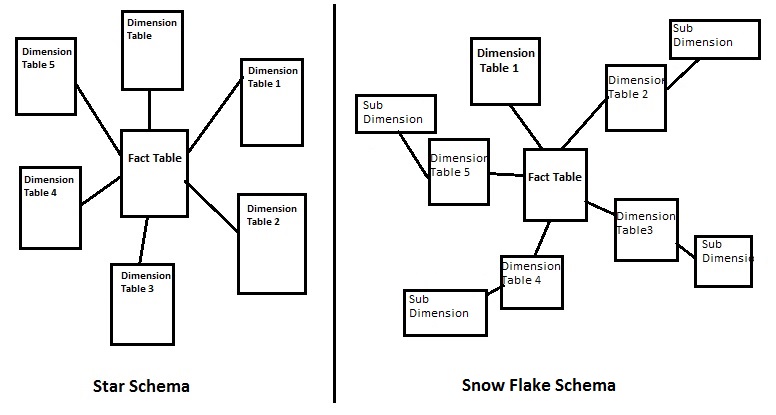 Dimension
Table
Dimension
Table 5
Dimension
Table 1
Fact Table
Dimension
Table 4
Dimension
Table 2
Dimension
Table 3
Star Schema
Sub
Dimension
Dimension
Table 1
Dimension
Table 2
Sub
Dimension
Dimension
Table 5
Fact Table
Dimension
Table3
Sub
Dimensio
Dimension
Table 4
Sub
Dimension
Snow Flake Schema